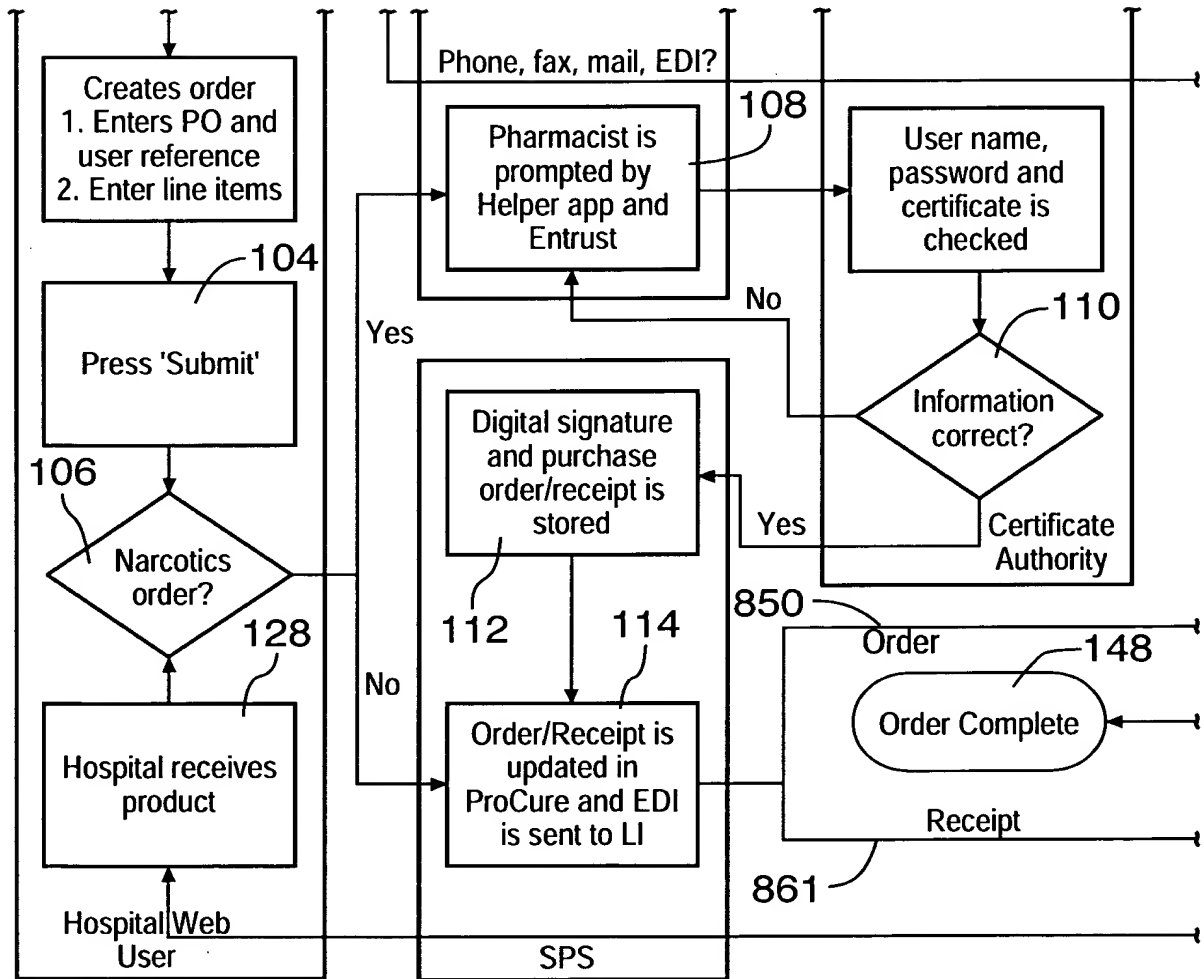 Creates order
1. Enters PO and
user reference
2. Enter line items
104
Press 'Submit'
106
Narcotics
order?
128
Hospital receives
product
Hospital Web
User
Yes
No
Phone, fax, mail, EDI?
108
Pharmacist is
prompted by
Helper app and
Entrust
No
User name,
password and
certificate is
checked
110
Information
correct?
Yes
Certificate
Authority
Digital signature
and purchase
order/receipt is
stored
112
114
Order/Receipt is
updated in
ProCure and EDI
is sent to LI
SPS
850
Order
148
Order Complete
Receipt
861